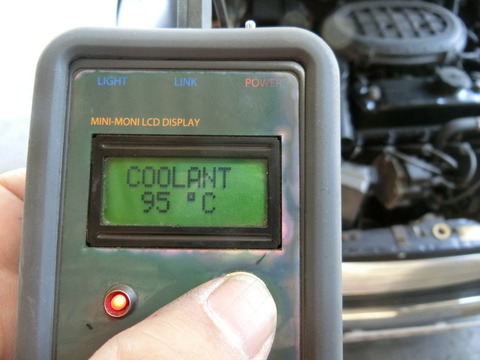 LIGHT LINK POWER
MINI-MONI LCD DISPLAY
COOLANT
95 °C